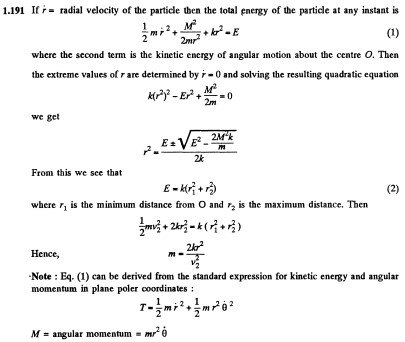 1.191 If ṙ = radial velocity of the particle then the total energy of the particle at any instant is
1/2 m ṙ² + M²/2mr² + kr² = E (1)
where the second term is the kinetic energy of angular motion about the centre O. Then
the extreme values of r are determined by ṙ = 0 and solving the resulting quadratic equation
k(r²)² − Er² + M²/2m = 0
we get
r² = (E ± √(E² − 2M²k/m))/2k
From this we see that
E = k(r₁² + r₂²) (2)
where r₁ is the minimum distance from O and r₂ is the maximum distance. Then
1/2 mv₂² + 2kr₂² = k (r₁² + r₂²)
Hence, m = 2kr²/v₂²
·Note : Eq. (1) can be derived from the standard expression for kinetic energy and angular
momentum in plane poler coordinates :
T = 1/2 m ṙ² + 1/2 m r² θ̇²
M = angular momentum = mr² θ̇